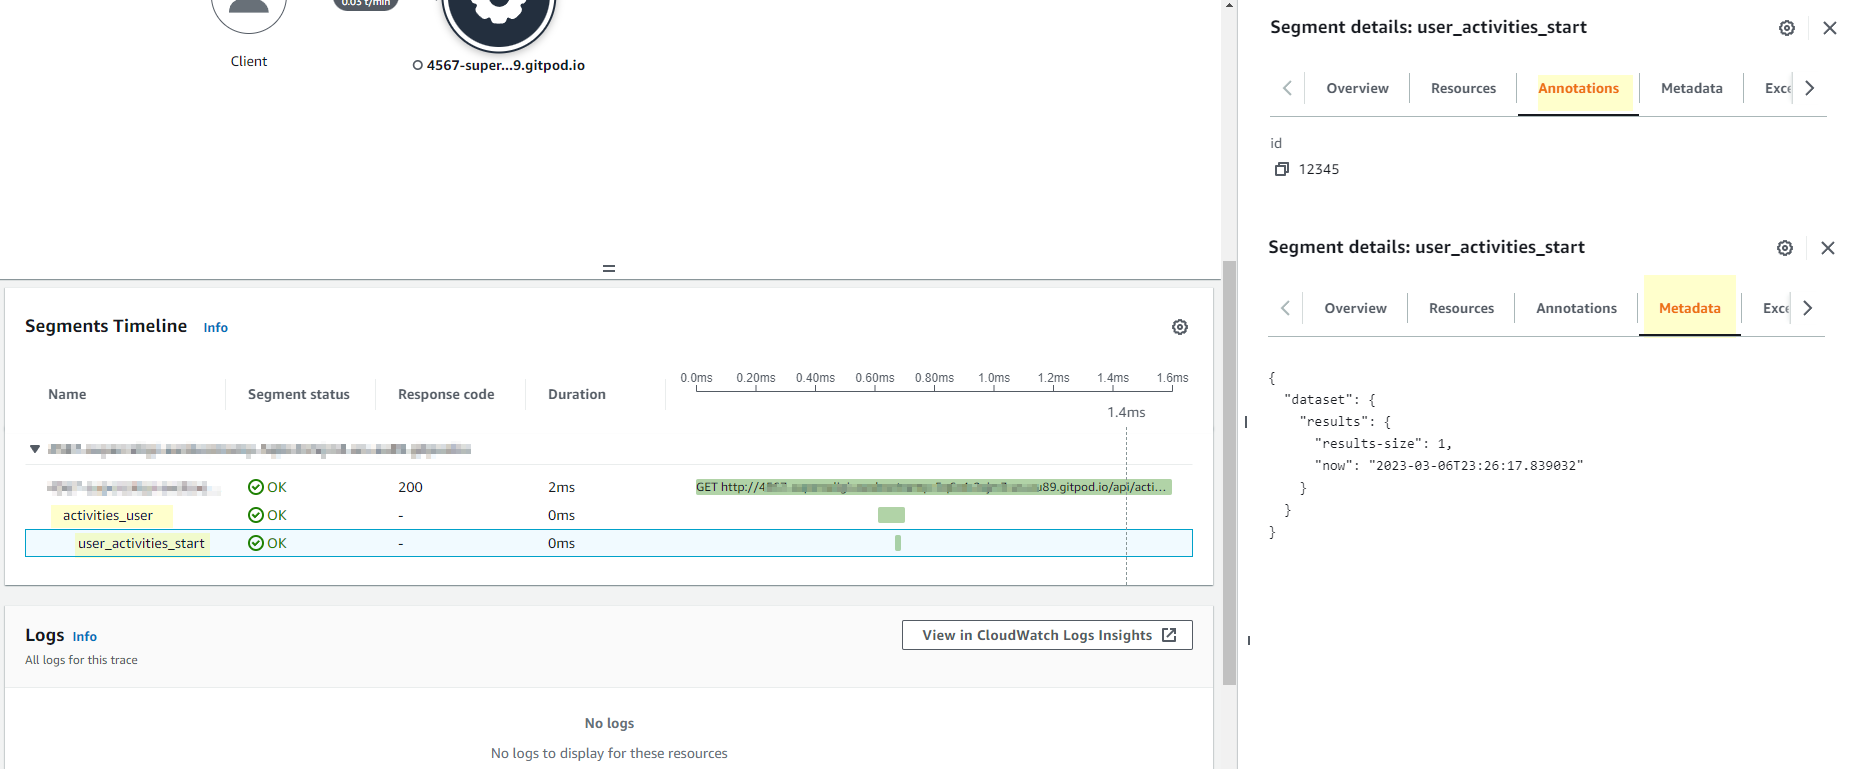 0.03 t/min
Client
4567-super...9.gitpod.io
Segments Timeline Info
0.0ms 0.20ms 0.40ms 0.60ms 0.80ms 1.0ms 1.2ms 1.4ms 1.6ms
Name Segment status Response code Duration
1.4ms
OK 200 2ms GET http://4 u89.gitpod.io/api/acti...
activities_user OK - 0ms
user_activities_start OK - 0ms
Logs Info
All logs for this trace
View in CloudWatch Logs Insights
No logs
No logs to display for these resources
Segment details: user_activities_start
Overview Resources Annotations Metadata Exce
id
12345
Segment details: user_activities_start
Overview Resources Annotations Metadata Exce
{
"dataset": {
"results": {
"results-size": 1,
"now": "2023-03-06T23:26:17.839032"
}
}
}